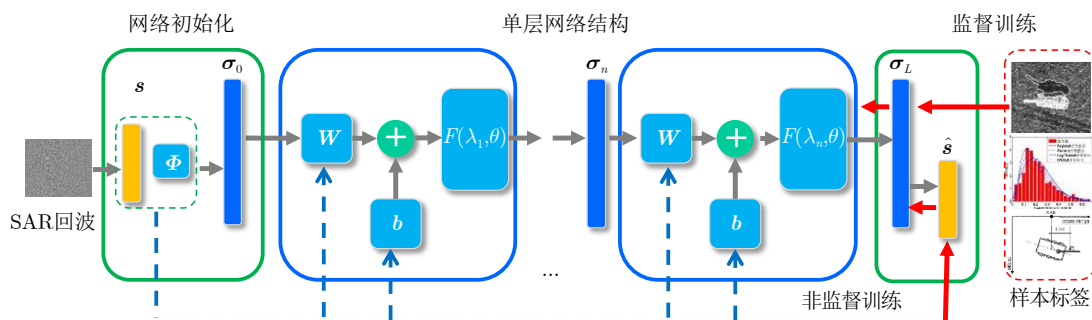 网络初始化
单层网络结构
监督训练
s
σ₀
Φ
SAR回波
W
+
F(λ₁,θ)
b
...
σₙ
W
+
F(λₙ,θ)
b
σ_L
ŝ
非监督训练
样本标签